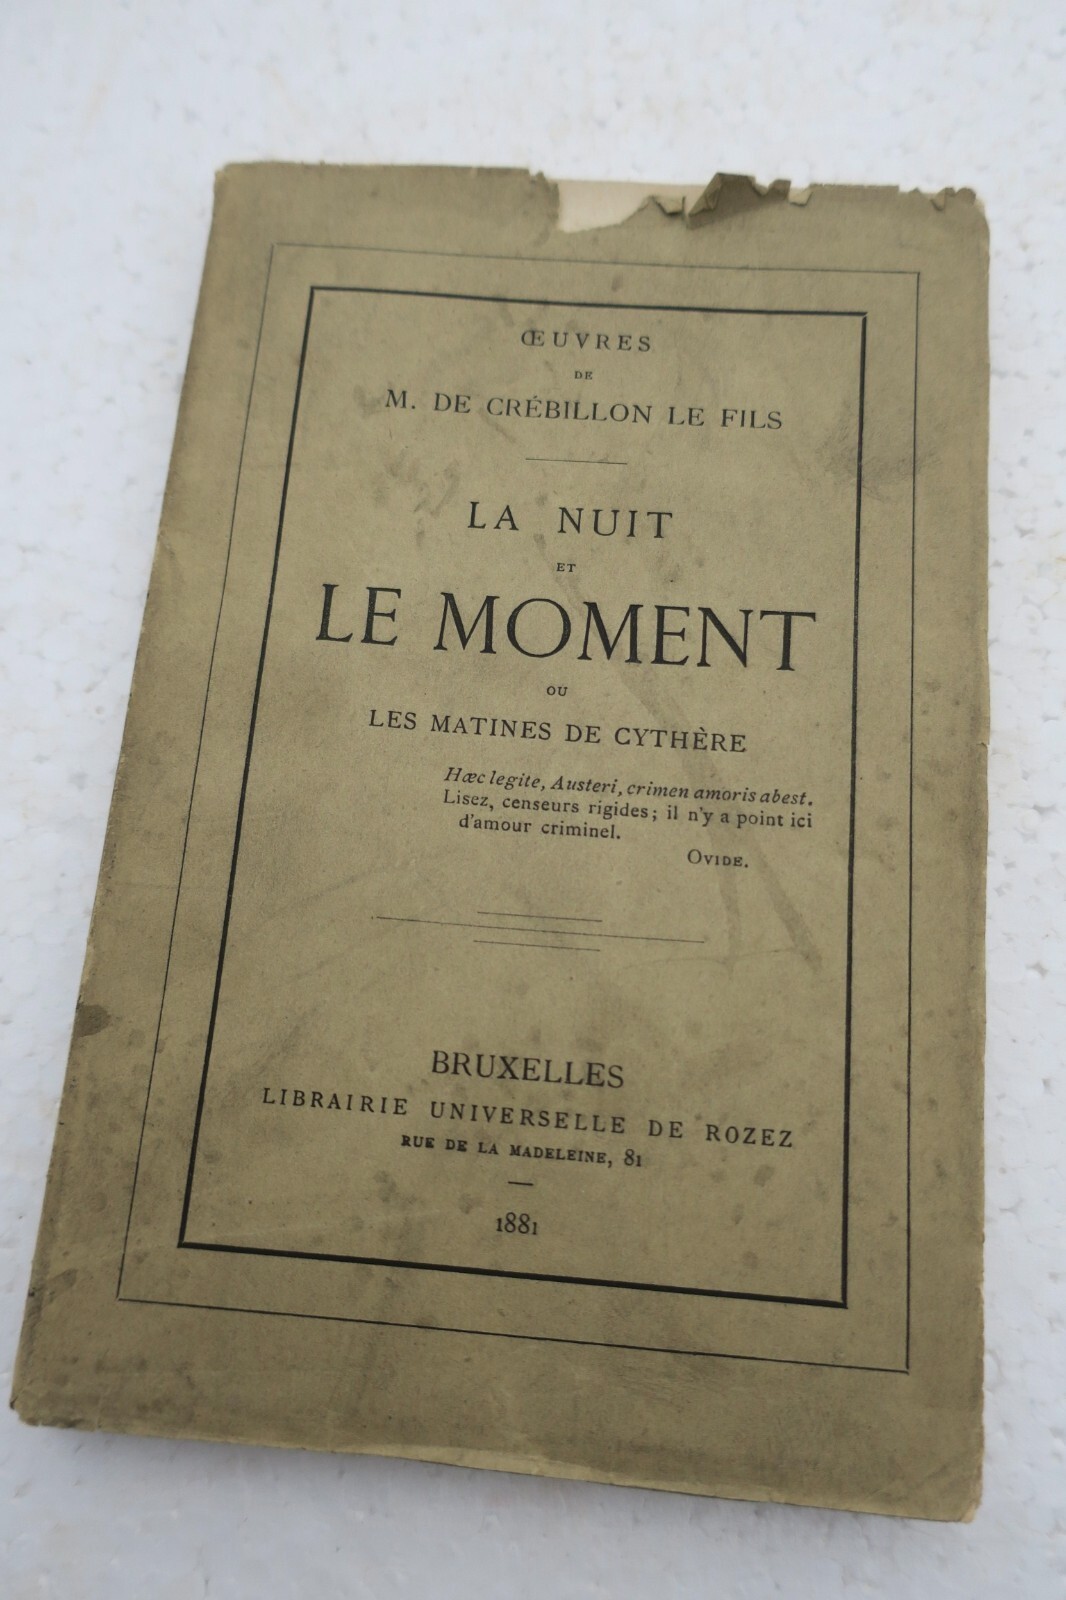 ŒUVRES
DE
M. DE CRÉBILLON LE FILS
LA NUIT
ET
LE MOMENT
OU
LES MATINES DE CYTHÈRE
Hæc legite, Austeri, crimen amoris abest.
Lisez, censeurs rigides; il n'y a point ici
d'amour criminel.
OVIDE.
BRUXELLES
LIBRAIRIE UNIVERSELLE DE ROZEZ
RUE DE LA MADELEINE, 81
1881